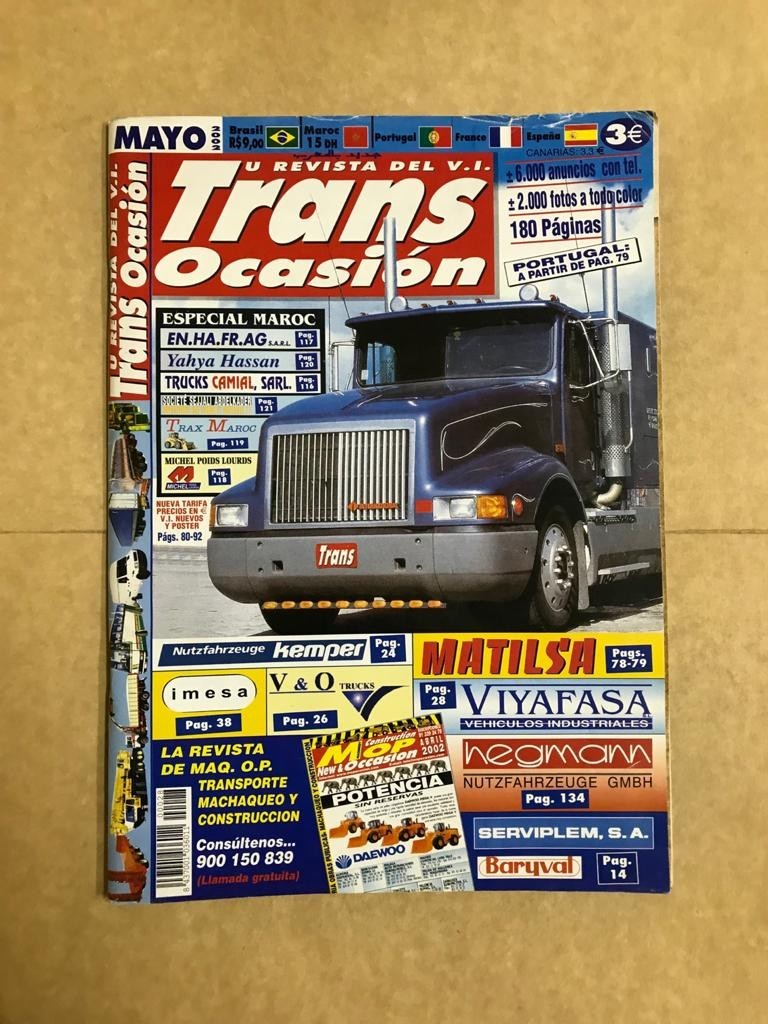 MAYO 2002
Brasil R$9,00
Maroc 15 DH
Portugal
France
España
3€
CANARIAS: 3,3 €
U REVISTA DEL V.I.
Trans
Ocasión
± 6.000 anuncios con tel.
± 2.000 fotos a todo color
180 Páginas
PORTUGAL:
A PARTIR DE PAG. 79
U REVISTA DEL V.I.
Trans Ocasión
ESPECIAL MAROC
EN.HA.FR.AG S.A.R.L. Pag. 117
Yahya Hassan Pag. 120
TRUCKS CAMIAL, SARL. Pag. 116
SOCIETE SEJJALI ABDELKADER Pag. 121
TRAX MAROC
Pag. 119
MICHEL POIDS LOURDS
MICHEL Pag. 118
NUEVA TARIFA
PRECIOS EN €
V.I. NUEVOS
Y POSTER
Págs. 80-92
Trans
Nutzfahrzeuge Kemper Pag. 24
MATILSA Pags. 78-79
imesa
Pag. 38
V & O TRUCKS
Pag. 26
Pag. 28 VIYAFASA
VEHICULOS INDUSTRIALES
hegmann
NUTZFAHRZEUGE GMBH
Pag. 134
SERVIPLEM, S.A.
Baryval Pag. 14
LA REVISTA
DE MAQ. O.P.
TRANSPORTE
MACHAQUEO Y
CONSTRUCCION
Consúltenos...
900 150 839
(Llamada gratuita)
MOP
Construction
New & Occasion
ABRIL
2002
POTENCIA
SIN RESERVAS
DAEWOO